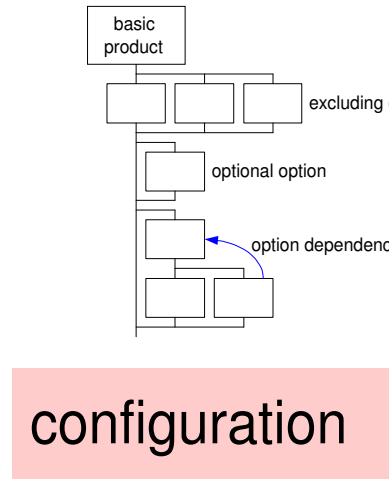 basic
product
excluding
optional option
option dependenc
configuration